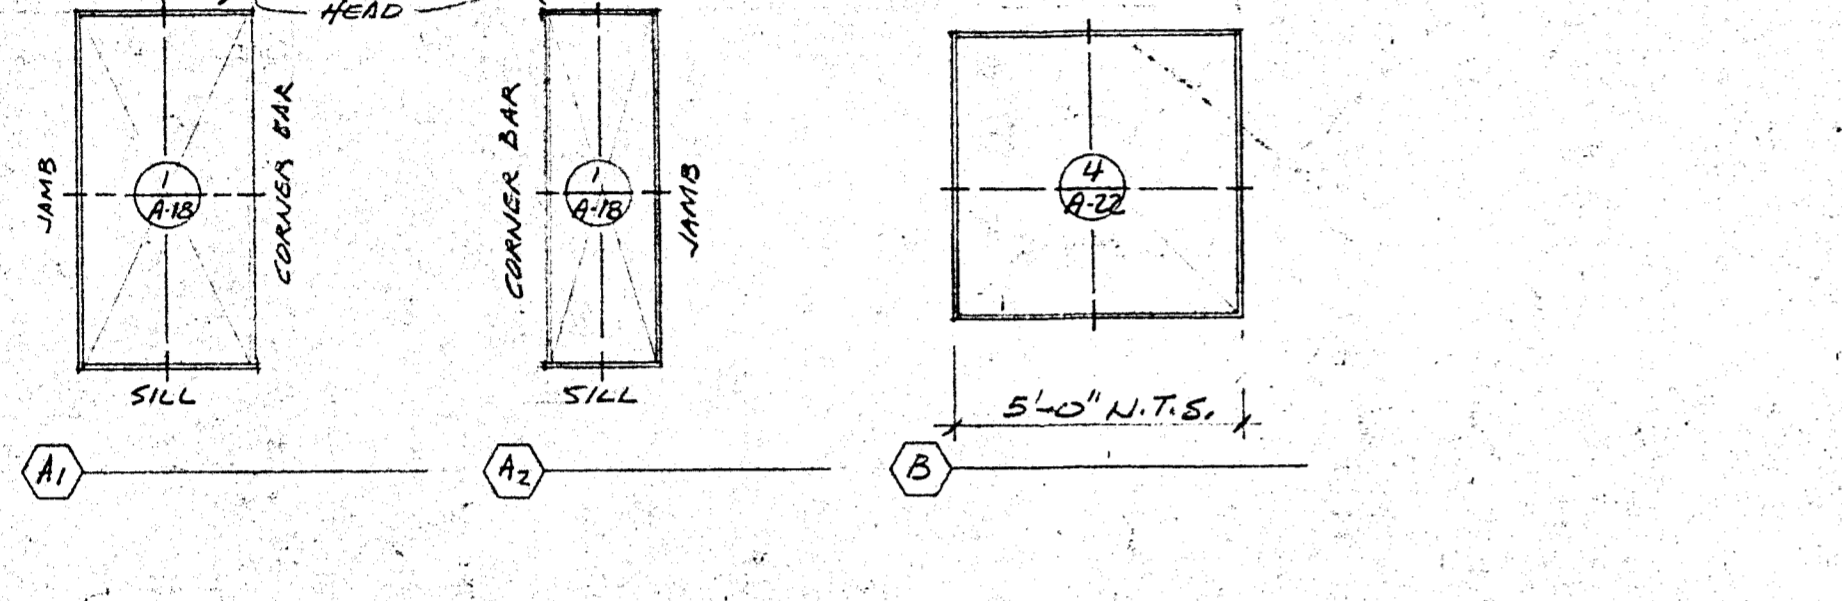 HEAD
JAMB
1
A-18
CORNER BAR
SILL
CORNER BAR
1
A-18
JAMB
SILL
4
A-22
5'-0" N.T.S.
A1
A2
B